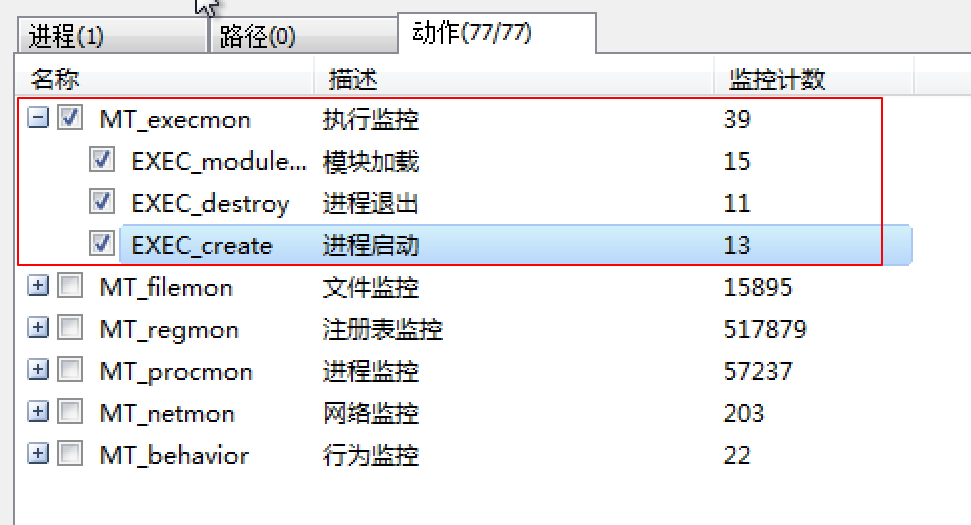 进程(1) 路径(0) 动作(77/77)
名称 描述 监控计数
MT_execmon 执行监控 39
EXEC_module... 模块加载 15
EXEC_destroy 进程退出 11
EXEC_create 进程启动 13
MT_filemon 文件监控 15895
MT_regmon 注册表监控 517879
MT_procmon 进程监控 57237
MT_netmon 网络监控 203
MT_behavior 行为监控 22